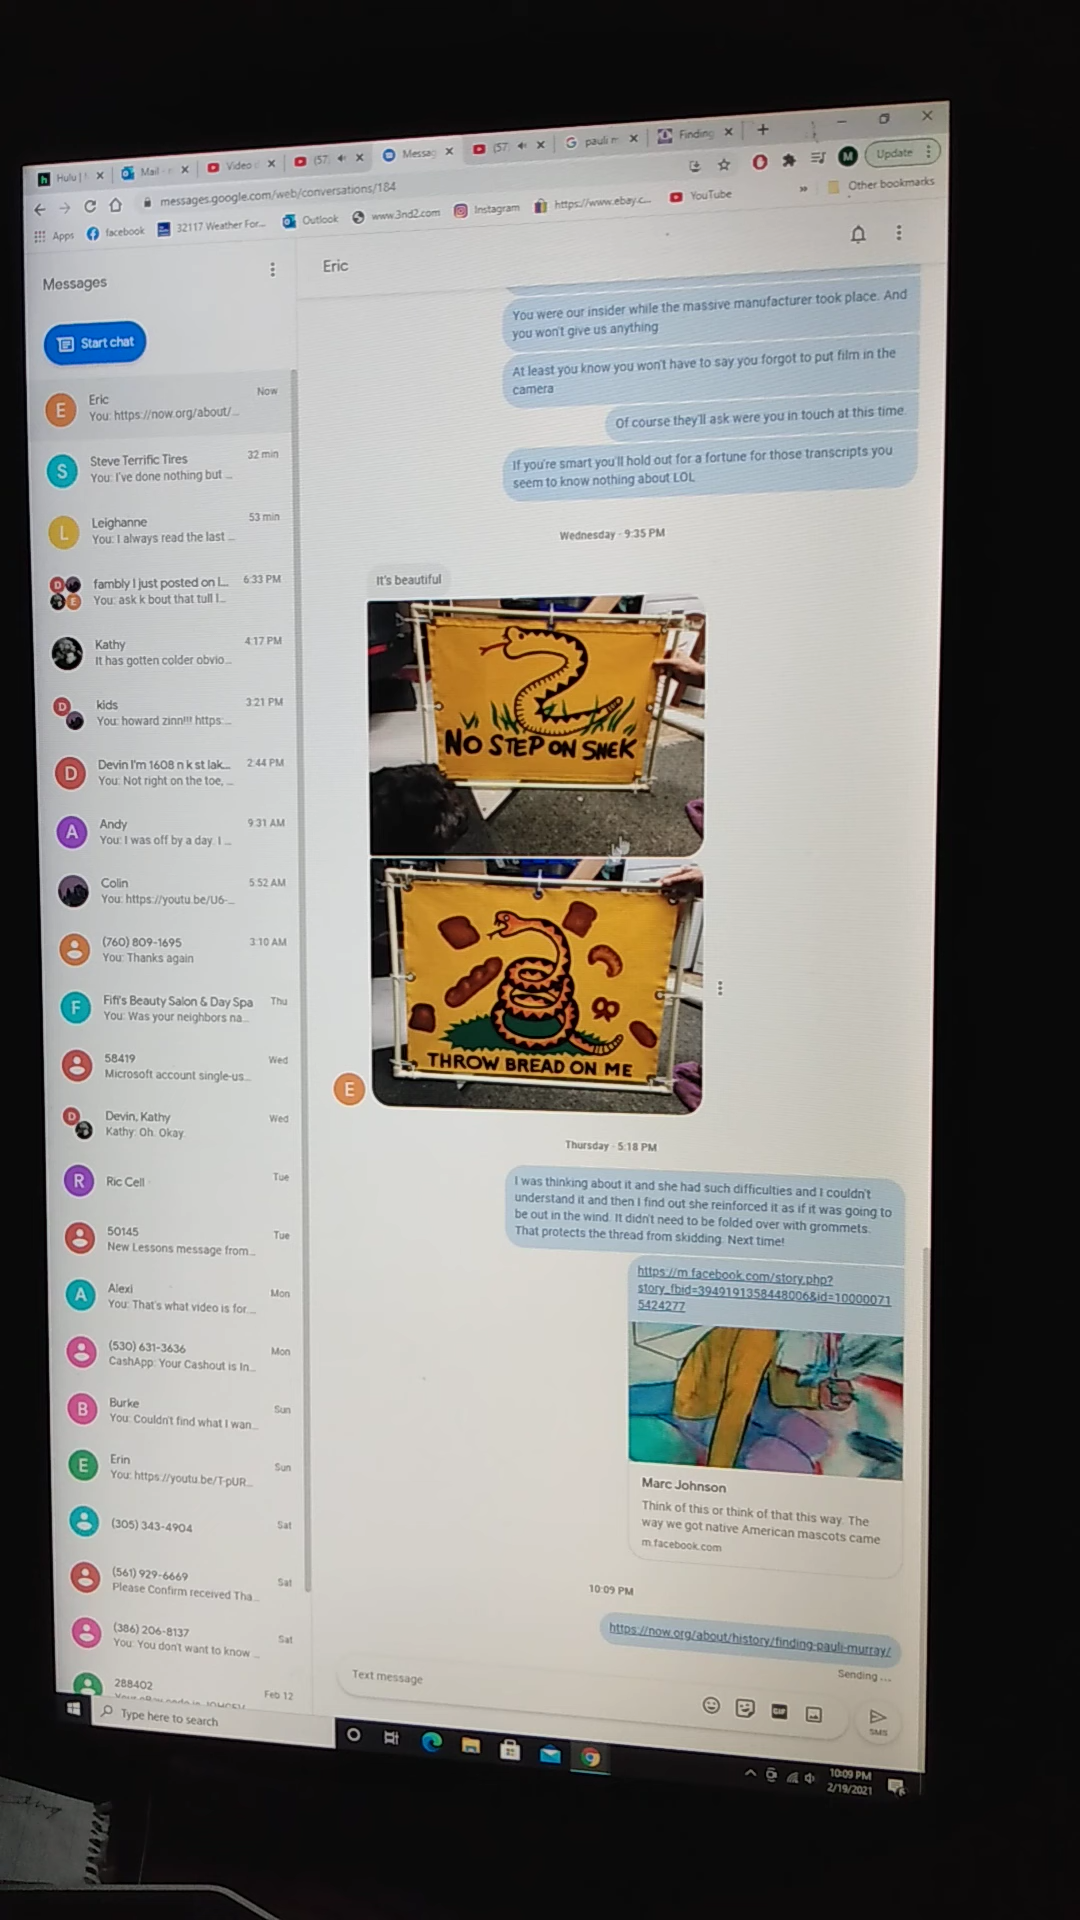 Hulu |
Mail -
Video
(57
Messag
(57
pauli m
Finding
messages.google.com/web/conversations/184
M
Update
Apps
facebook
32117 Weather For...
Outlook
www.3nd2.com
Instagram
https://www.ebay.c...
YouTube
»
Other bookmarks
Messages
Start chat
E
Eric
Now
You: https://now.org/about/...
S
Steve Terrific Tires
32 min
You: I've done nothing but ...
L
Leighanne
53 min
You: I always read the last ...
D
E
fambly I just posted on I...
6:33 PM
You: ask k bout that tull I...
Kathy
4:17 PM
It has gotten colder obvio...
D
kids
3:21 PM
You: howard zinn!!! https:...
D
Devin I'm 1608 n k st lak...
2:44 PM
You: Not right on the toe, ...
A
Andy
9:31 AM
You: I was off by a day. I ...
Colin
5:52 AM
You: https://youtu.be/U6-...
(760) 809-1695
3:10 AM
You: Thanks again
F
Fifi's Beauty Salon & Day Spa
Thu
You: Was your neighbors na...
58419
Wed
Microsoft account single-us...
D
Devin, Kathy
Wed
Kathy: Oh. Okay.
R
Ric Cell
Tue
50145
Tue
New Lessons message from...
A
Alexi
Mon
You: That's what video is for...
(530) 631-3636
Mon
CashApp: Your Cashout is In...
B
Burke
Sun
You: Couldn't find what I wan...
E
Erin
Sun
You: https://youtu.be/T-pUR...
(305) 343-4904
Sat
(561) 929-6669
Sat
Please Confirm received Tha...
(386) 206-8137
Sat
You: You don't want to know ...
288402
Feb 12
Eric
You were our insider while the massive manufacturer took place. And
you won't give us anything
At least you know you won't have to say you forgot to put film in the
camera
Of course they'll ask were you in touch at this time.
If you're smart you'll hold out for a fortune for those transcripts you
seem to know nothing about LOL
Wednesday · 9:35 PM
It's beautiful
NO STEP ON SNEK
THROW BREAD ON ME
E
Thursday · 5:18 PM
I was thinking about it and she had such difficulties and I couldn't
understand it and then I find out she reinforced it as if it was going to
be out in the wind. It didn't need to be folded over with grommets.
That protects the thread from skidding. Next time!
https://m.facebook.com/story.php?
story_fbid=3949191358448006&id=10000071
5424277
Marc Johnson
Think of this or think of that this way. The
way we got native American mascots came
m.facebook.com
10:09 PM
https://now.org/about/history/finding-pauli-murray/
Sending ...
Text message
GIF
SMS
Type here to search
10:09 PM
2/19/2021